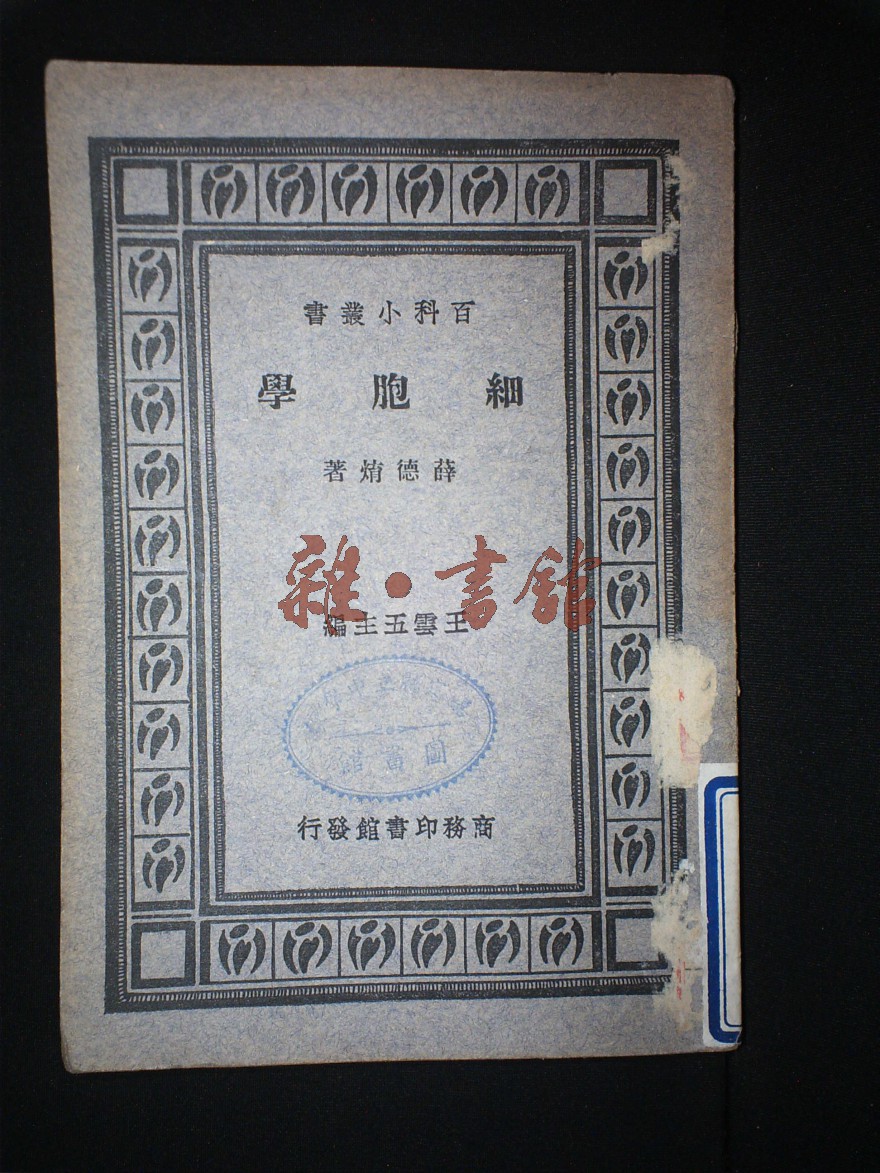 百科小叢書
細胞學
薛德焴著
雜·書館
王雲五主編
圖書館
商務印書館發行